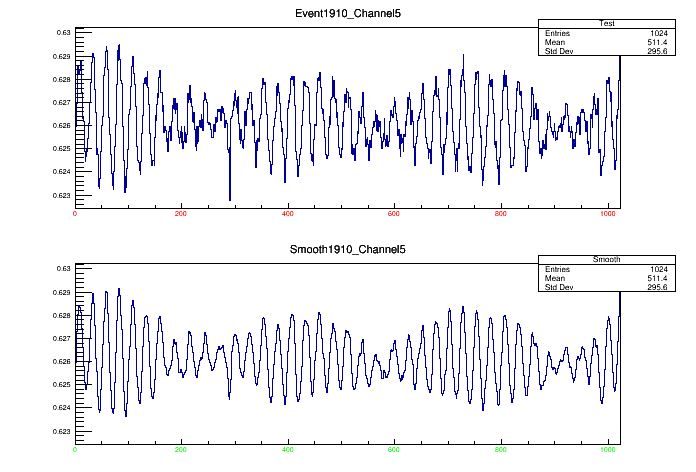 Event1910_Channel5
Test
Entries 1024
Mean 511.4
Std Dev 295.6
0.63
0.629
0.628
0.627
0.626
0.625
0.624
0.623
0 200 400 600 800 1000
Smooth1910_Channel5
Smooth
Entries 1024
Mean 511.4
Std Dev 295.6
0.63
0.629
0.628
0.627
0.626
0.625
0.624
0.623
0 200 400 600 800 1000